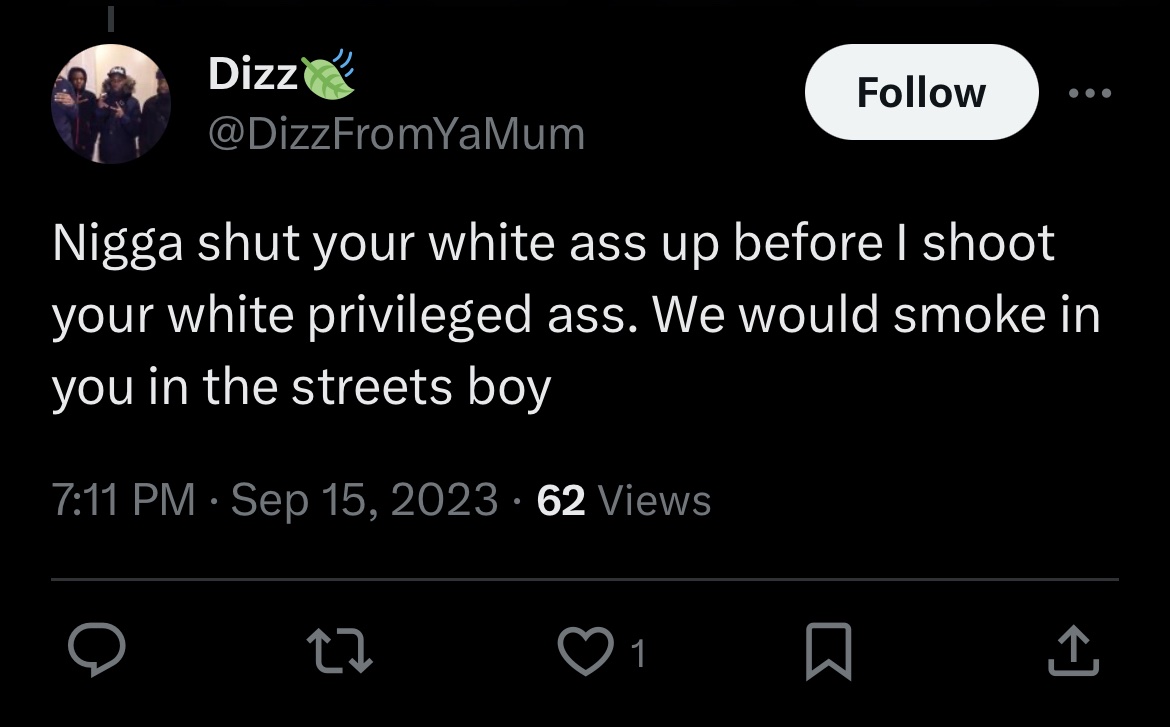 Dizz🍃
@DizzFromYaMum
Follow
Nigga shut your white ass up before I shoot
your white privileged ass. We would smoke in
you in the streets boy
7:11 PM · Sep 15, 2023 · 62 Views
1